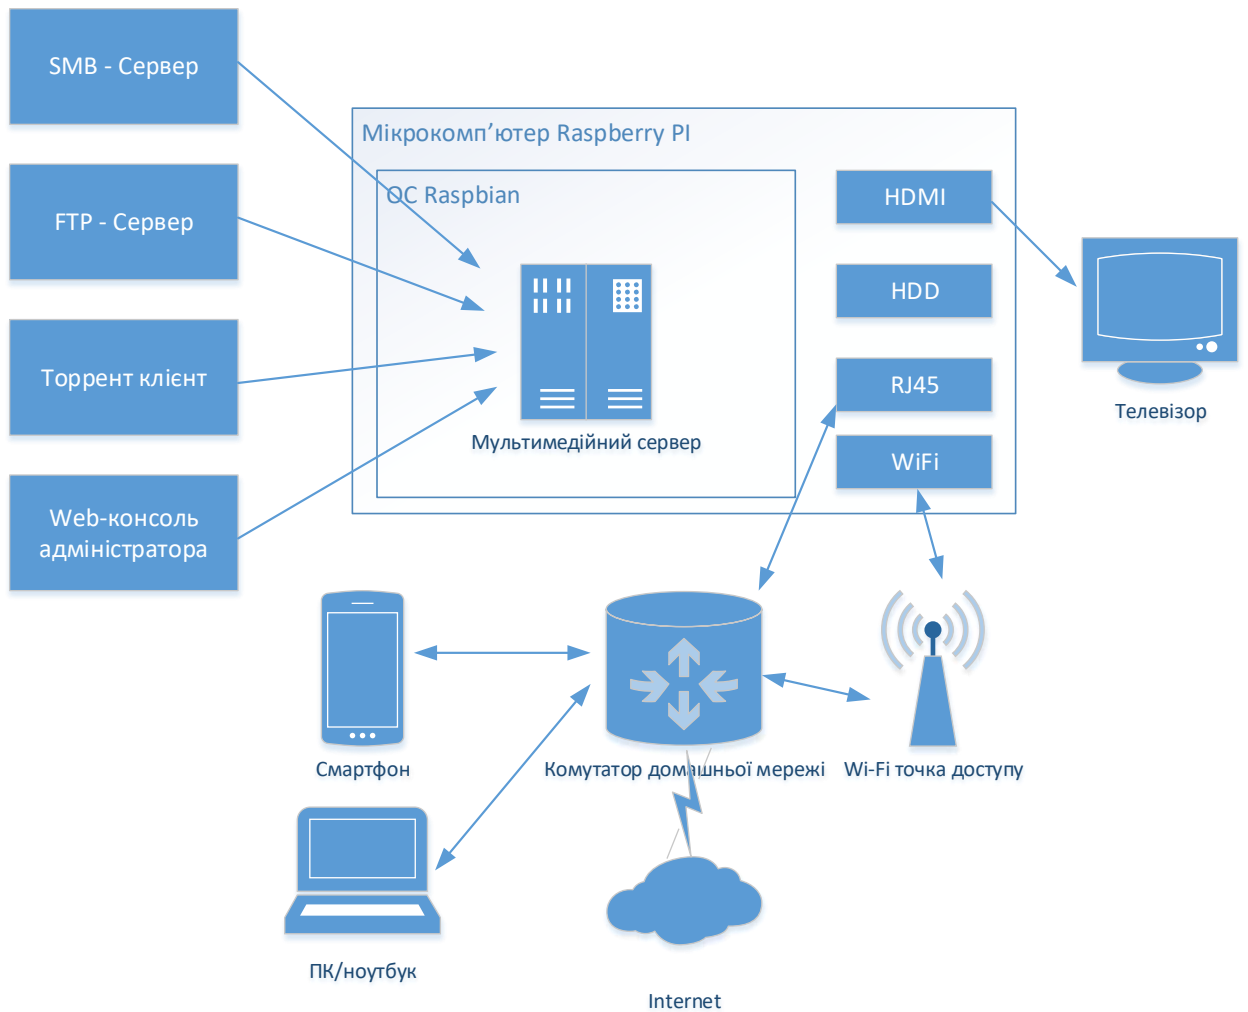 SMB - Сервер
FTP - Сервер
Торрент клієнт
Web-консоль
адміністратора
Мікрокомп’ютер Raspberry PI
ОС Raspbian
Мультимедійний сервер
HDMI
HDD
RJ45
WiFi
Телевізор
Смартфон
Комутатор домашньої мережі
Wi-Fi точка доступу
ПК/ноутбук
Internet